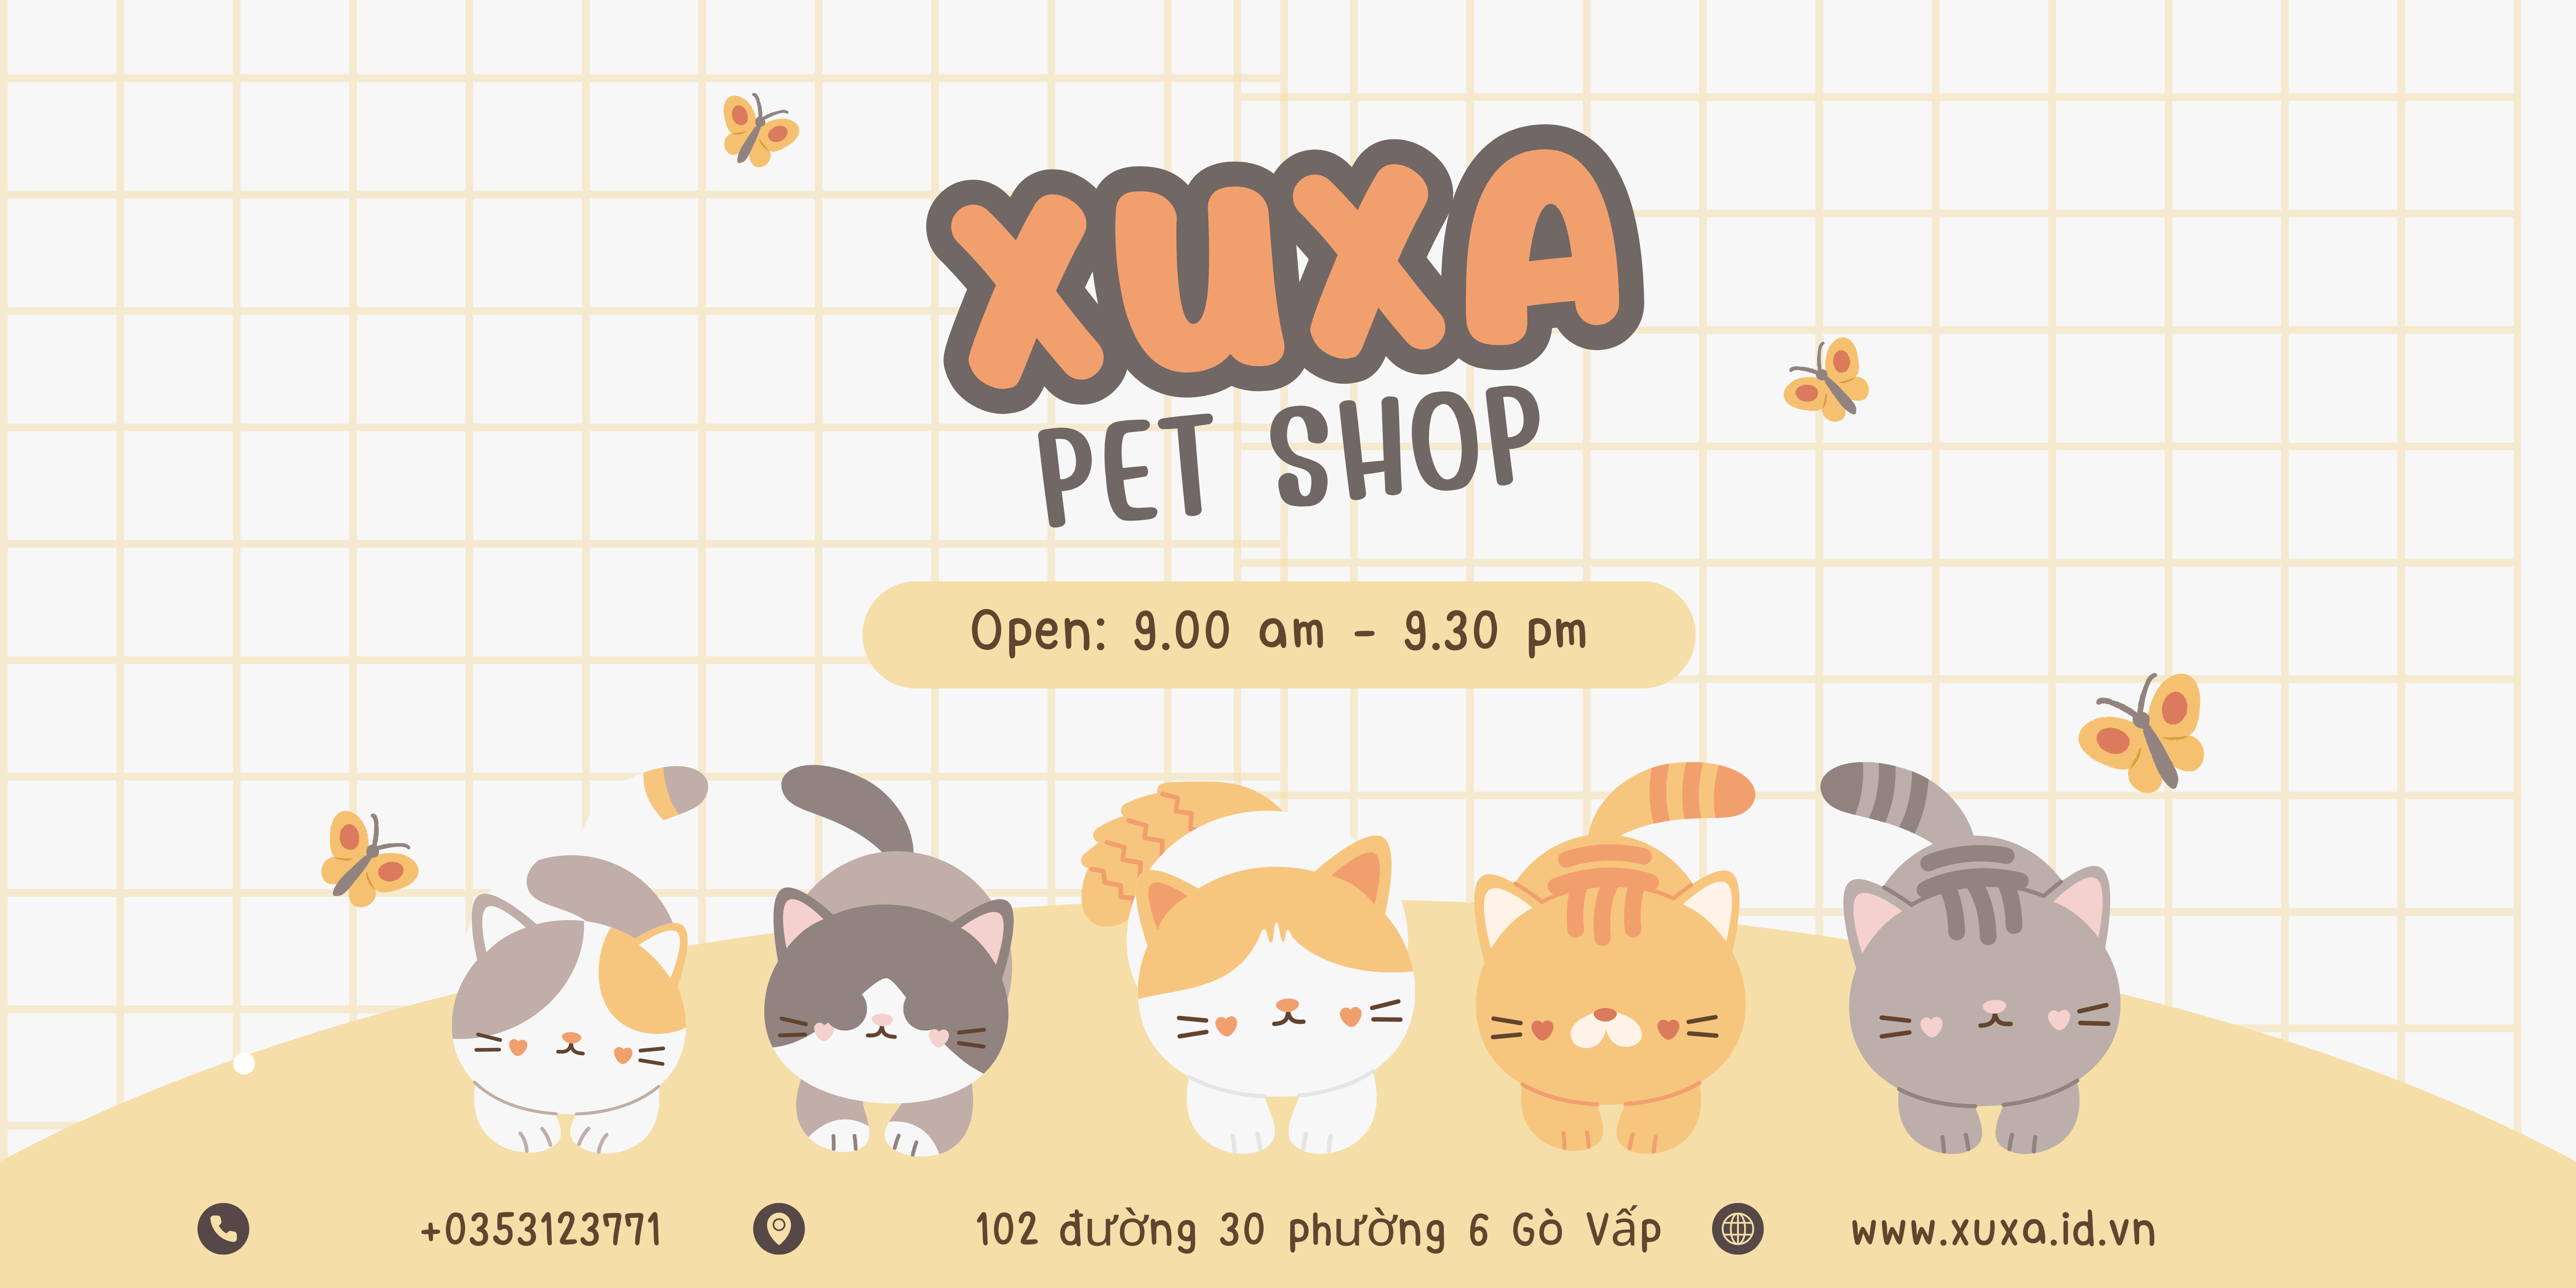 XUXA
PET SHOP
Open: 9.00 am - 9.30 pm
+0353123771
102 đường 30 phường 6 Gò Vấp
www.xuxa.id.vn